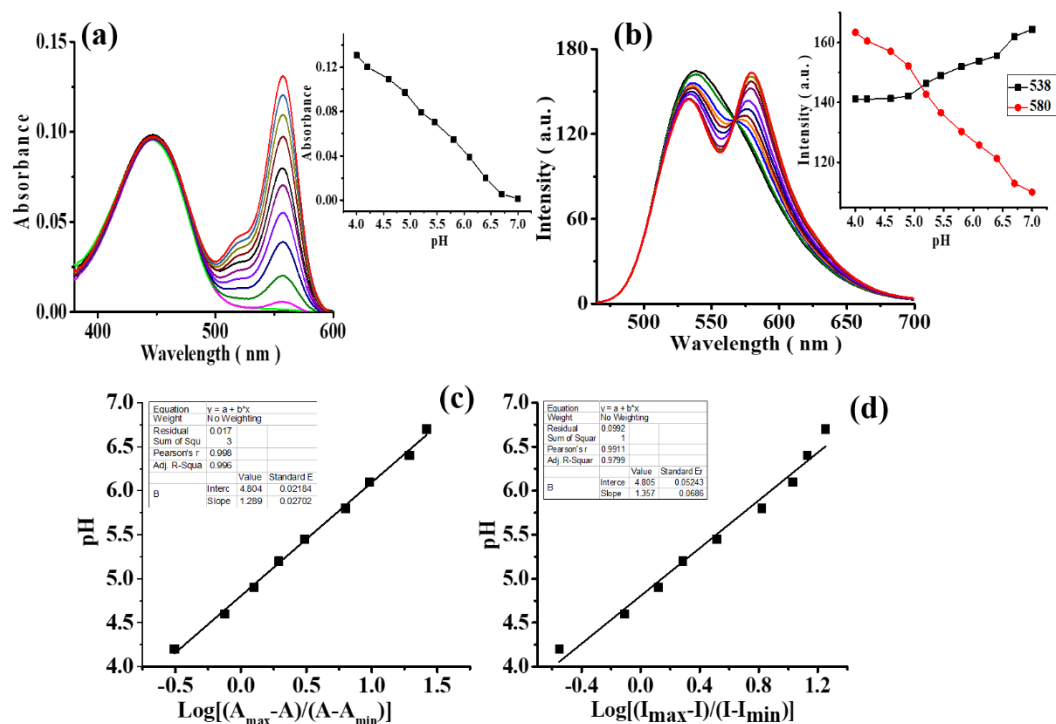 (a)
0.15
0.10
0.05
0.00
Absorbance
400
500
600
Wavelength ( nm )
0.12
0.08
0.04
0.00
Absorbance
4.0 4.5 5.0 5.5 6.0 6.5 7.0
pH
(b)
180
150
120
90
60
30
0
Intensity ( a.u. )
500 550 600 650 700
Wavelength ( nm )
160
140
120
Intensity ( a.u. )
4.0 4.5 5.0 5.5 6.0 6.5 7.0
pH
538
580
(c)
7.0
6.5
6.0
5.5
5.0
4.5
4.0
pH
Equation y = a + b*x
Weight No Weighting
Residual 0.017
Sum of Squ 3
Pearson's r 0.998
Adj. R-Squa 0.996
Value Standard E
B Interc 4.804 0.02184
Slope 1.289 0.02702
-0.5 0.0 0.5 1.0 1.5
Log[(Amax-A)/(A-Amin)]
(d)
7.0
6.5
6.0
5.5
5.0
4.5
4.0
pH
Equation y = a + b*x
Weight No Weighting
Residual 0.0992
Sum of Squar 1
Pearson's r 0.9911
Adj. R-Squar 0.9799
Value Standard Er
B Interce 4.805 0.05243
Slope 1.357 0.0686
-0.4 0.0 0.4 0.8 1.2
Log[(Imax-I)/(I-Imin)]